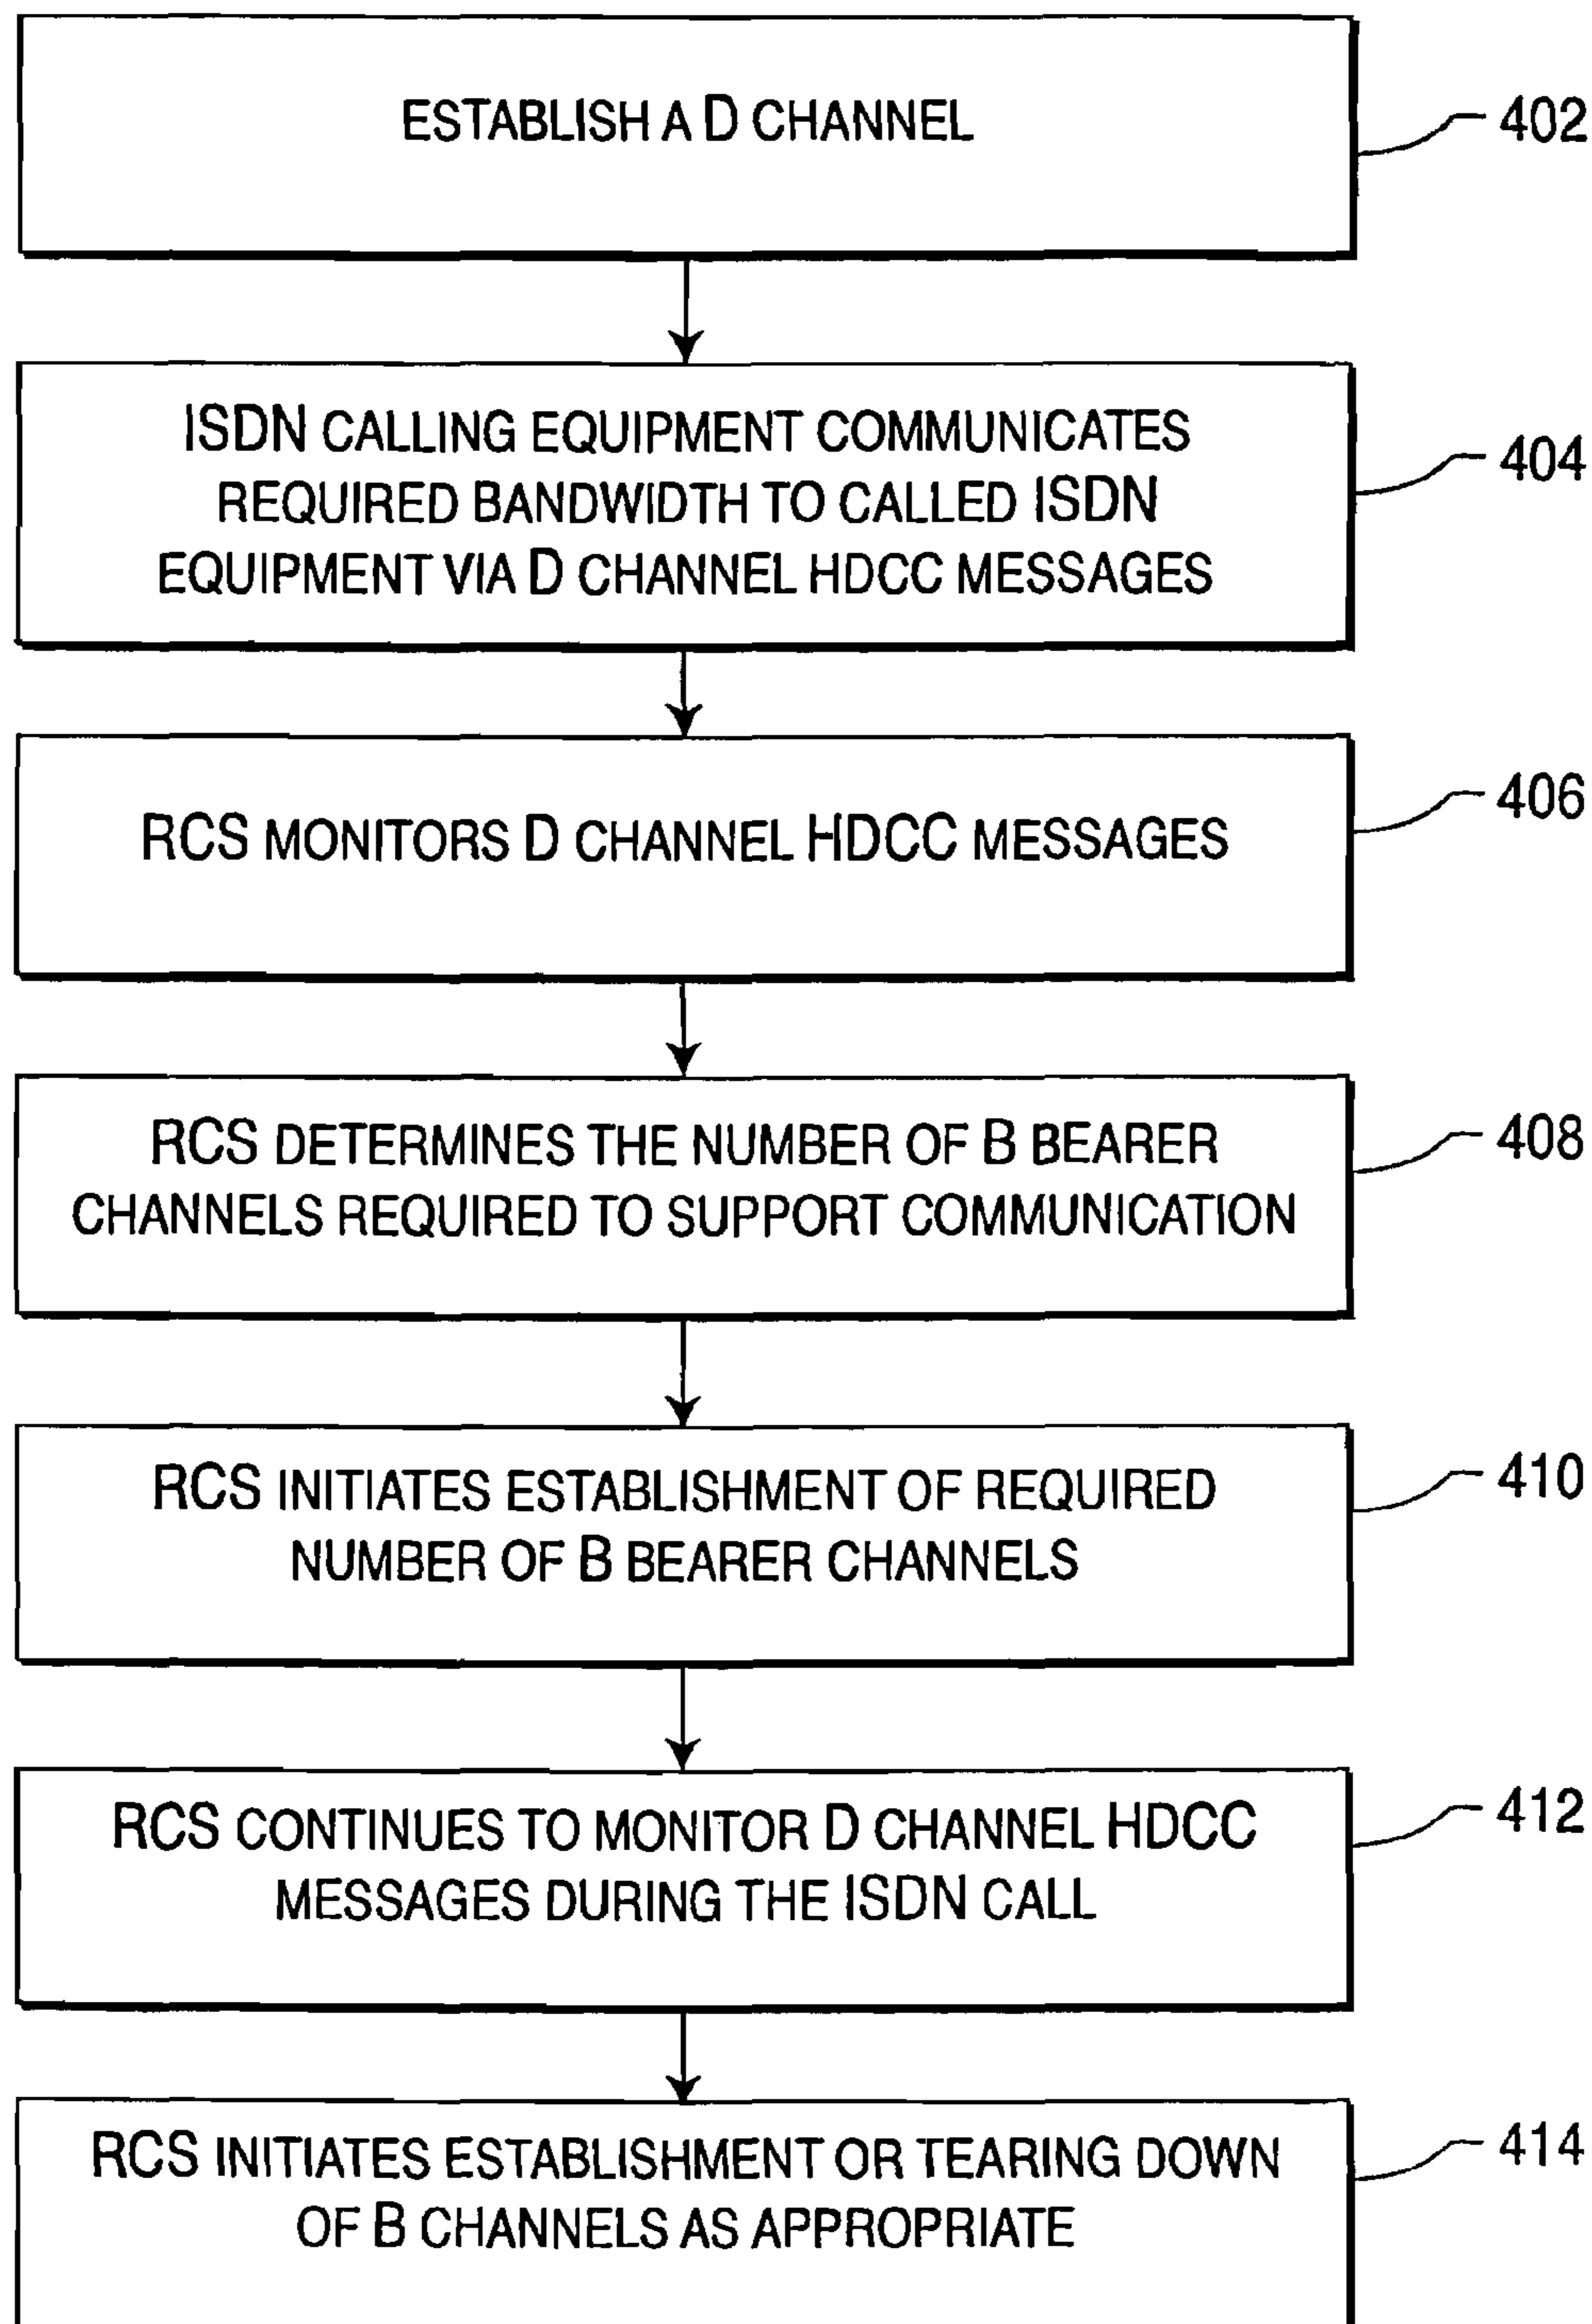 ESTABLISH A D CHANNEL
402
ISDN CALLING EQUIPMENT COMMUNICATES
REQUIRED BANDWIDTH TO CALLED ISDN
EQUIPMENT VIA D CHANNEL HDCC MESSAGES
404
RCS MONITORS D CHANNEL HDCC MESSAGES
406
RCS DETERMINES THE NUMBER OF B BEARER
CHANNELS REQUIRED TO SUPPORT COMMUNICATION
408
RCS INITIATES ESTABLISHMENT OF REQUIRED
NUMBER OF B BEARER CHANNELS
410
RCS CONTINUES TO MONITOR D CHANNEL HDCC
MESSAGES DURING THE ISDN CALL
412
RCS INITIATES ESTABLISHMENT OR TEARING DOWN
OF B CHANNELS AS APPROPRIATE
414